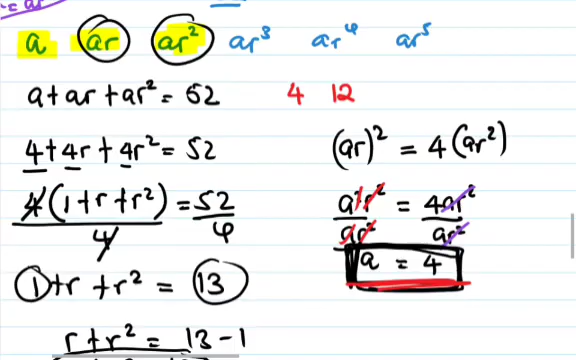 = ar
a ar ar² ar³ ar⁴ ar⁵
a + ar + ar² = 52 4 12
4 + 4r + 4r² = 52 (ar)² = 4(ar²)
4(1 + r + r²) = 52 a²r² = 4ar²
4 4 ar² ar²
1 + r + r² = 13 a = 4
r + r² = 13 - 1